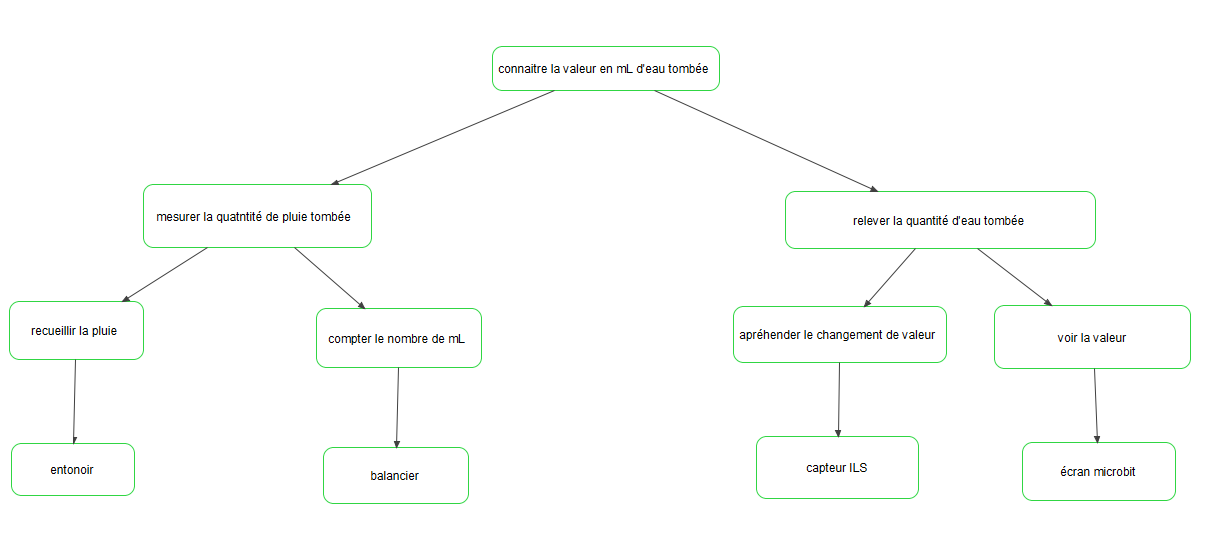 connaitre la valeur en mL d'eau tombée
mesurer la quatntité de pluie tombée
relever la quantité d'eau tombée
recueillir la pluie
compter le nombre de mL
apréhender le changement de valeur
voir la valeur
entonoir
balancier
capteur ILS
écran microbit